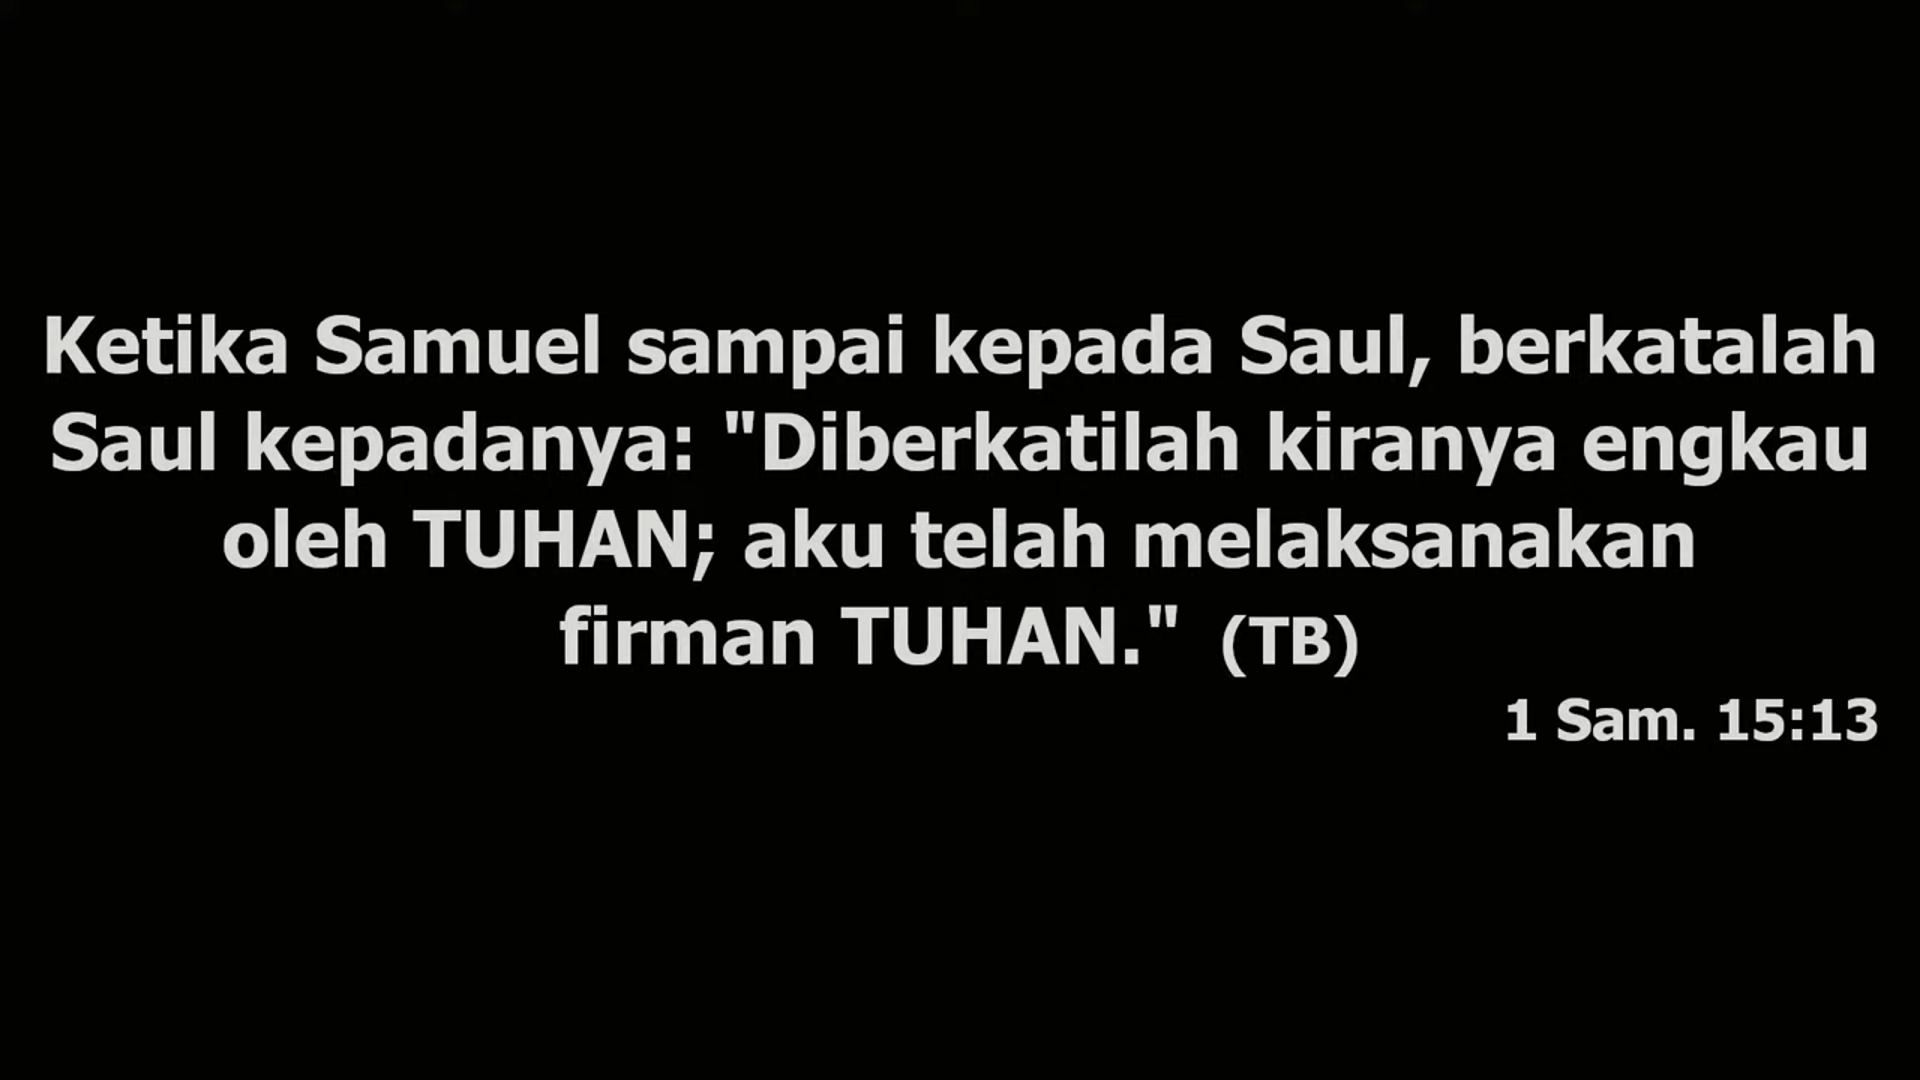 Ketika Samuel sampai kepada Saul, berkatalah
Saul kepadanya: "Diberkatilah kiranya engkau
oleh TUHAN; aku telah melaksanakan
firman TUHAN." (TB)
1 Sam. 15:13